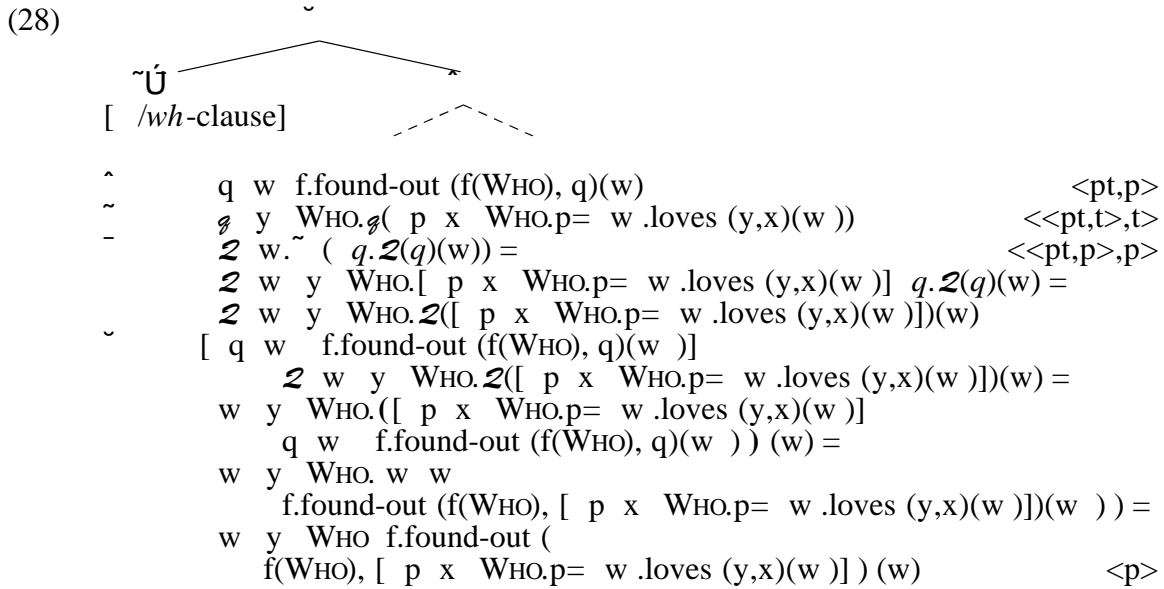 (28)
˘
˜Ú ˆ
[ /wh-clause]
ˆ q w f.found-out (f(WHO), q)(w) <pt,p>
˜ 𝓆 y WHO.𝓆( p x WHO.p= w .loves (y,x)(w )) <<pt,t>,t>
¯ 𝓠 w.˜ ( q.𝓠(q)(w)) = <<pt,p>,p>
𝓠 w y WHO.[ p x WHO.p= w .loves (y,x)(w )] q.𝓠(q)(w) =
𝓠 w y WHO.𝓠([ p x WHO.p= w .loves (y,x)(w )])(w)
˘ [ q w f.found-out (f(WHO), q)(w )]
𝓠 w y WHO.𝓠([ p x WHO.p= w .loves (y,x)(w )])(w) =
w y WHO.([ p x WHO.p= w .loves (y,x)(w )]
q w f.found-out (f(WHO), q)(w ) ) (w) =
w y WHO. w w
f.found-out (f(WHO), [ p x WHO.p= w .loves (y,x)(w )])(w ) ) =
w y WHO f.found-out (
f(WHO), [ p x WHO.p= w .loves (y,x)(w )] ) (w) <p>